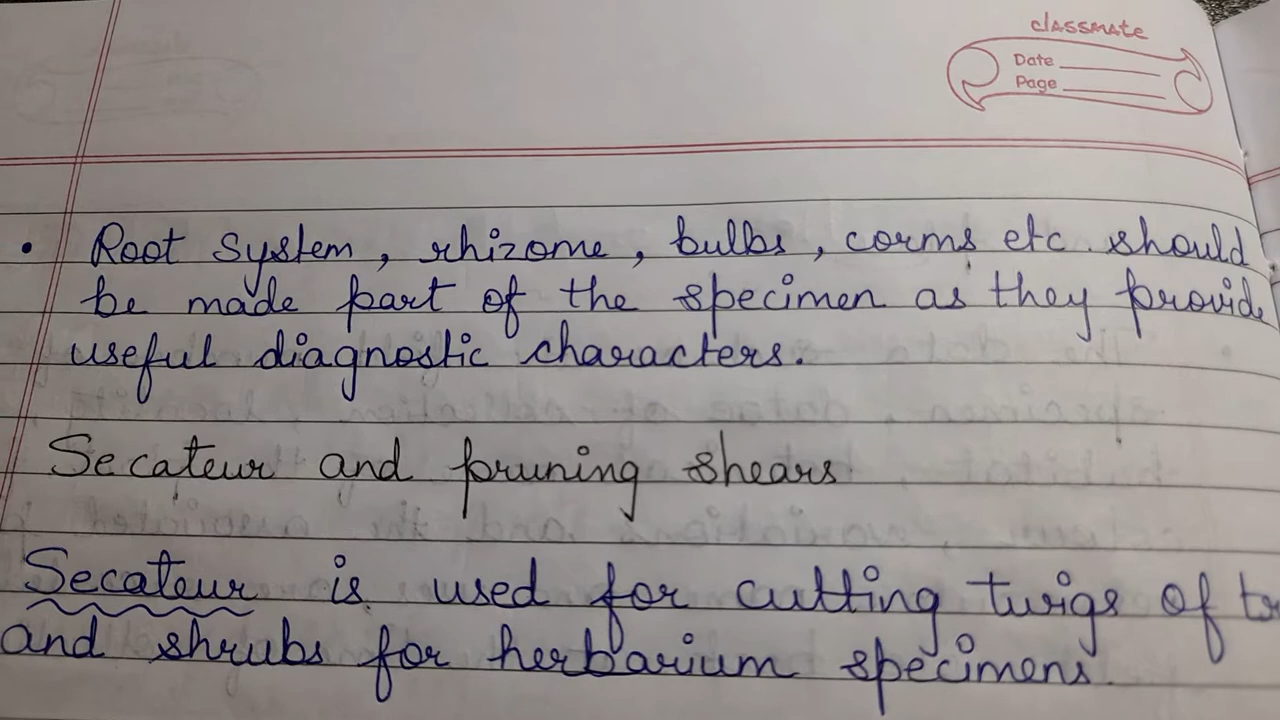 classmate
Date
Page
• Root System, rhizome, bulbs, corms etc. should
be made part of the specimen as they provide
useful diagnostic characters.
Secateur and pruning shears
Secateur is used for cutting twigs of
and shrubs for herbarium specimens.